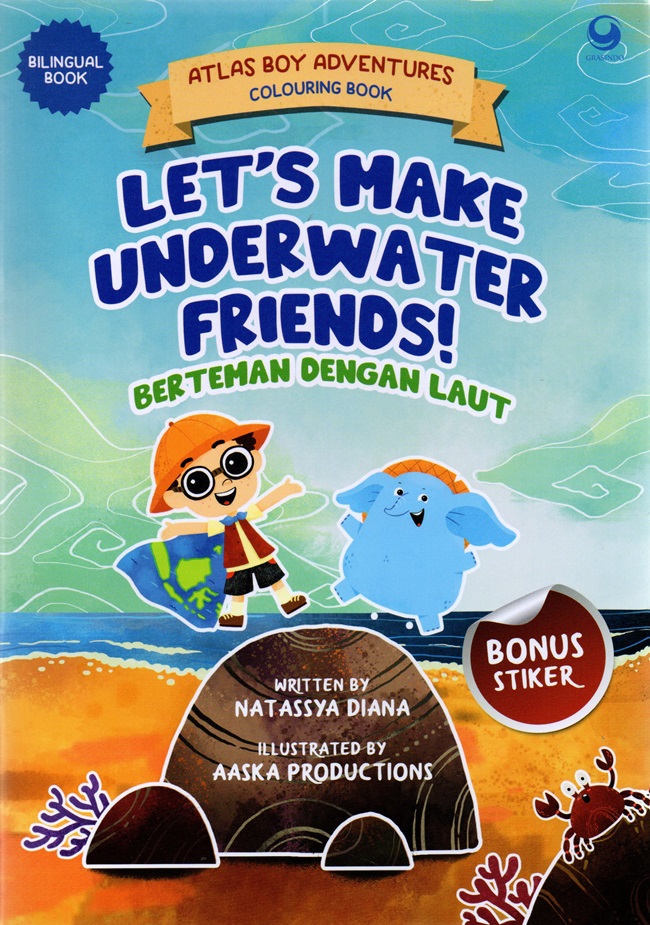 BILINGUAL
BOOK
GRASINDO
ATLAS BOY ADVENTURES
COLOURING BOOK
LET'S MAKE
UNDERWATER
FRIENDS!
BERTEMAN DENGAN LAUT
BONUS
STIKER
WRITTEN BY
NATASSYA DIANA
ILLUSTRATED BY
AASKA PRODUCTIONS